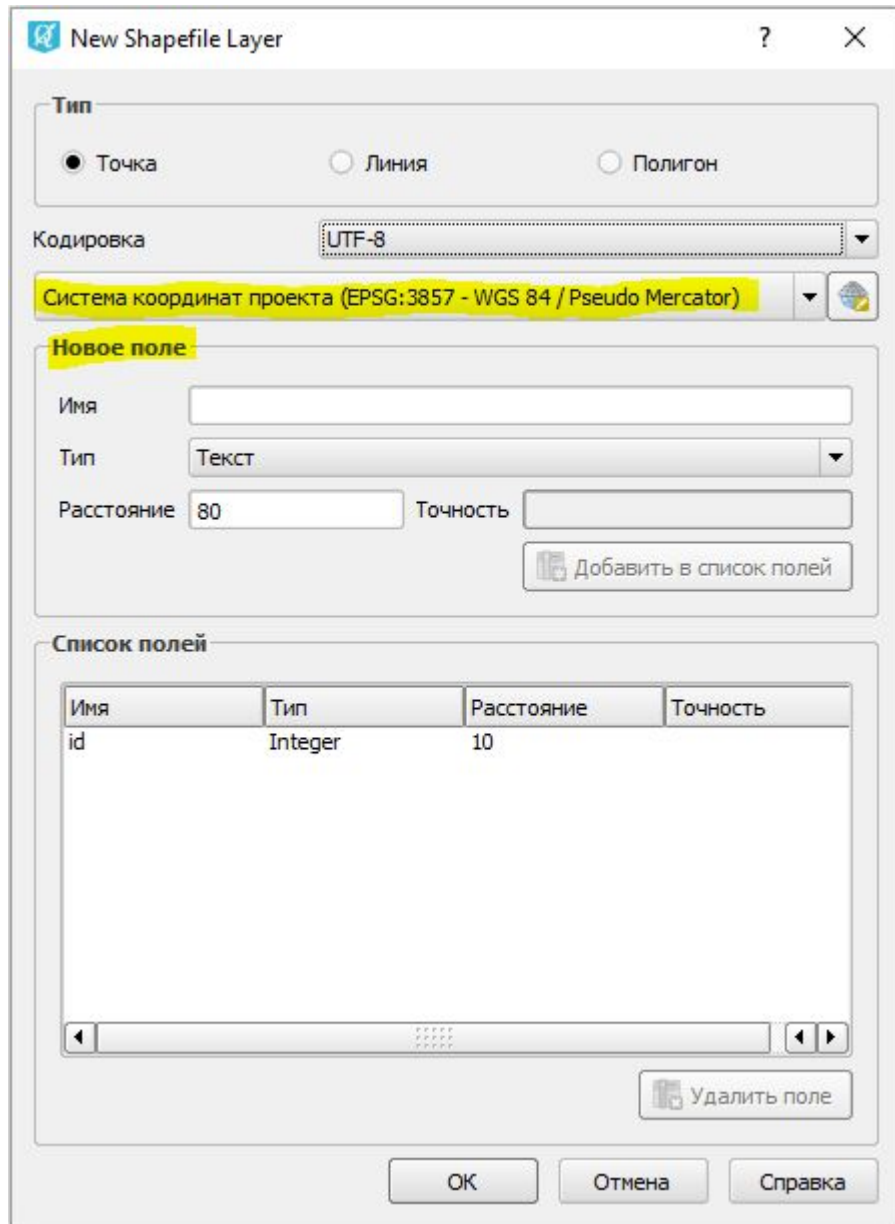 New Shapefile Layer
Тип
Точка Линия Полигон
Кодировка UTF-8
Система координат проекта (EPSG:3857 - WGS 84 / Pseudo Mercator)
Новое поле
Имя
Тип Текст
Расстояние 80 Точность
Добавить в список полей
Список полей
Имя Тип Расстояние Точность
id Integer 10
Удалить поле
OK Отмена Справка